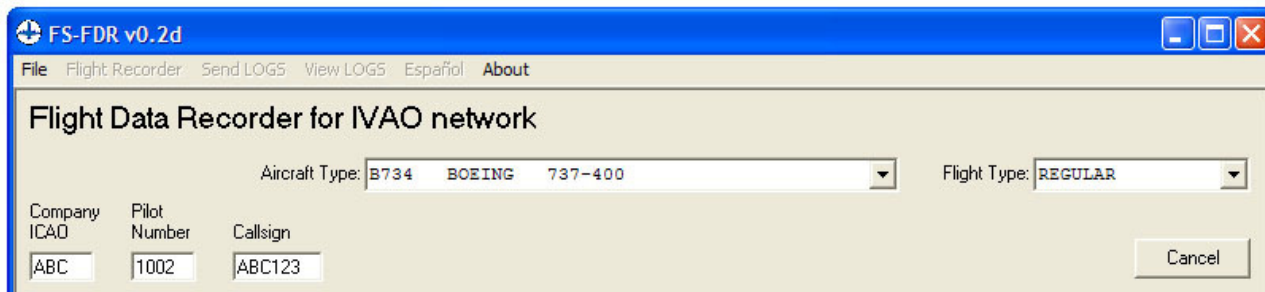 FS-FDR v0.2d
File Flight Recorder Send LOGS View LOGS Español About
Flight Data Recorder for IVAO network
Aircraft Type: B734 BOEING 737-400 Flight Type: REGULAR
Company ICAO
Pilot Number
Callsign
ABC 1002 ABC123
Cancel